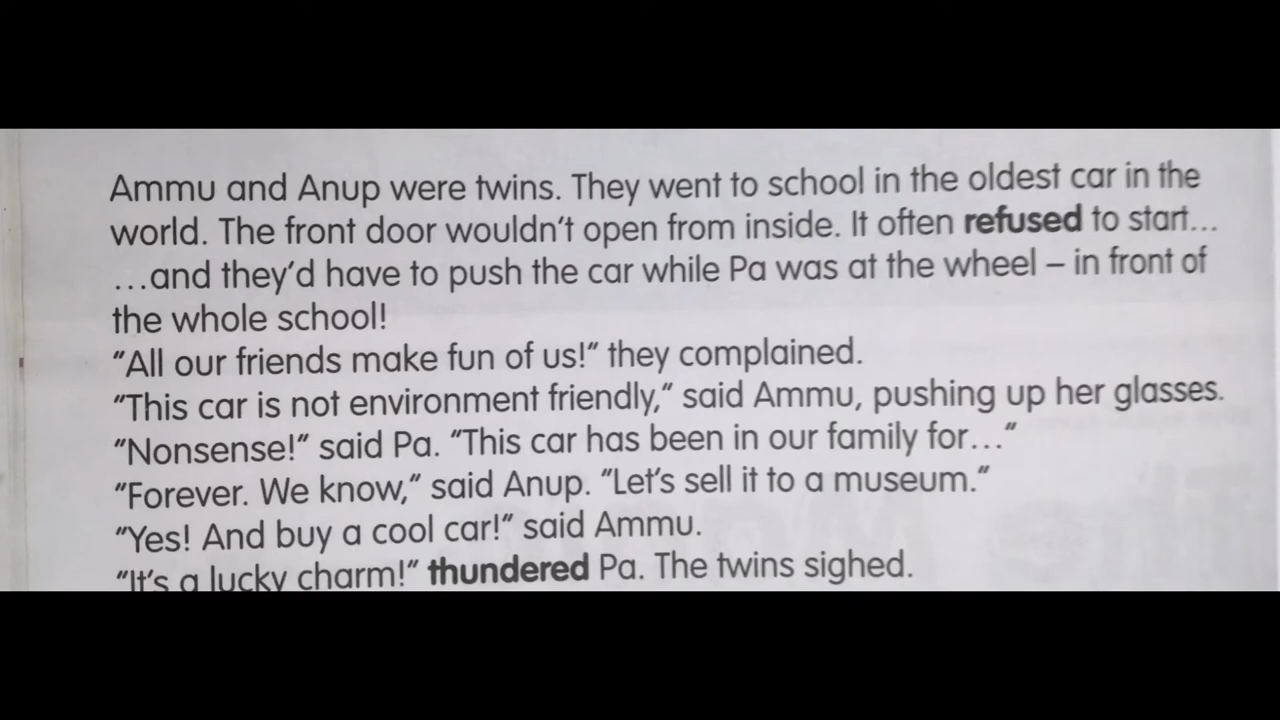 Ammu and Anup were twins. They went to school in the oldest car in the
world. The front door wouldn't open from inside. It often refused to start...
...and they'd have to push the car while Pa was at the wheel – in front of
the whole school!
“All our friends make fun of us!” they complained.
“This car is not environment friendly,” said Ammu, pushing up her glasses.
“Nonsense!” said Pa. “This car has been in our family for...”
“Forever. We know,” said Anup. “Let's sell it to a museum.”
“Yes! And buy a cool car!” said Ammu.
“It's a lucky charm!” thundered Pa. The twins sighed.